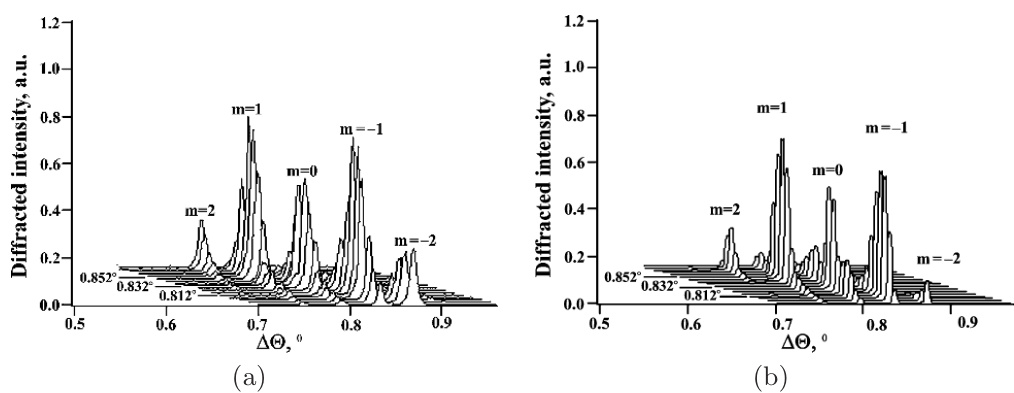 1.2
1.0
0.8
0.6
0.4
0.2
0.0
Diffracted intensity, a.u.
m=1
m=−1
m=0
m=2
m=−2
0.852°
0.832°
0.812°
0.5 0.6 0.7 0.8 0.9
ΔΘ, °
(a)
1.2
1.0
0.8
0.6
0.4
0.2
0.0
Diffracted intensity, a.u.
m=1
m=−1
m=0
m=2
m=−2
0.852°
0.832°
0.812°
0.5 0.6 0.7 0.8 0.9
ΔΘ, °
(b)